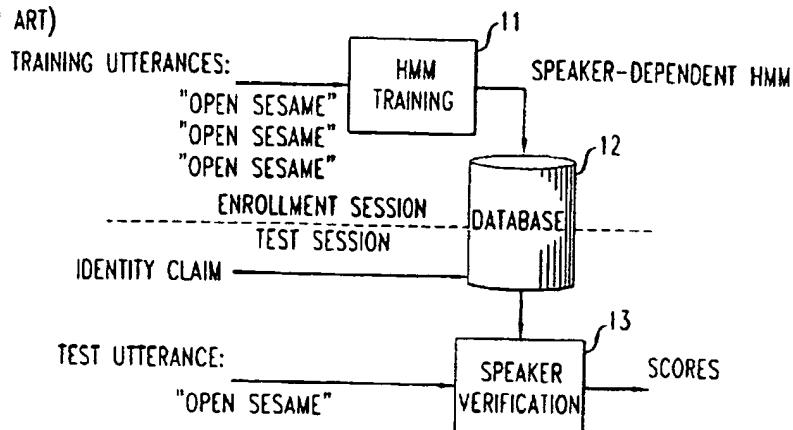 ART)
11
TRAINING UTTERANCES:
HMM
TRAINING
SPEAKER-DEPENDENT HMM
"OPEN SESAME"
"OPEN SESAME"
"OPEN SESAME"
12
ENROLLMENT SESSION
DATABASE
TEST SESSION
IDENTITY CLAIM
13
TEST UTTERANCE:
SPEAKER
VERIFICATION
SCORES
"OPEN SESAME"